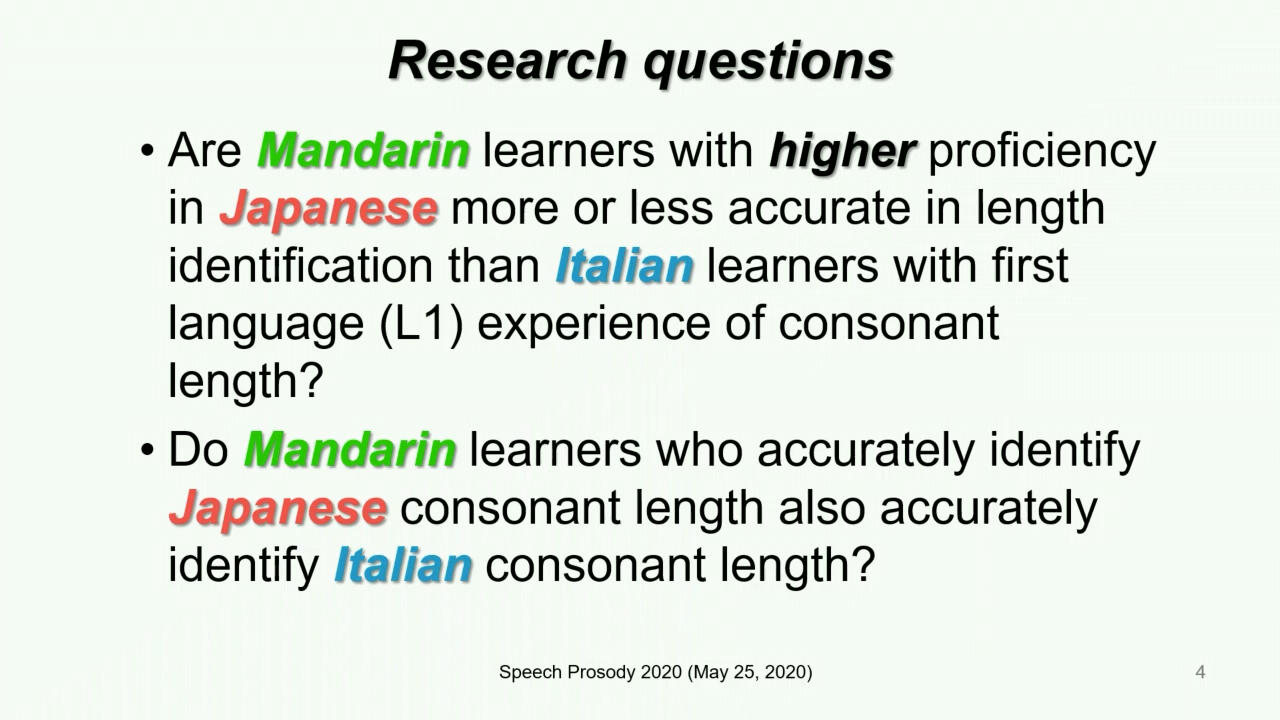 Research questions
• Are Mandarin learners with higher proficiency
in Japanese more or less accurate in length
identification than Italian learners with first
language (L1) experience of consonant
length?
• Do Mandarin learners who accurately identify
Japanese consonant length also accurately
identify Italian consonant length?
Speech Prosody 2020 (May 25, 2020)
4